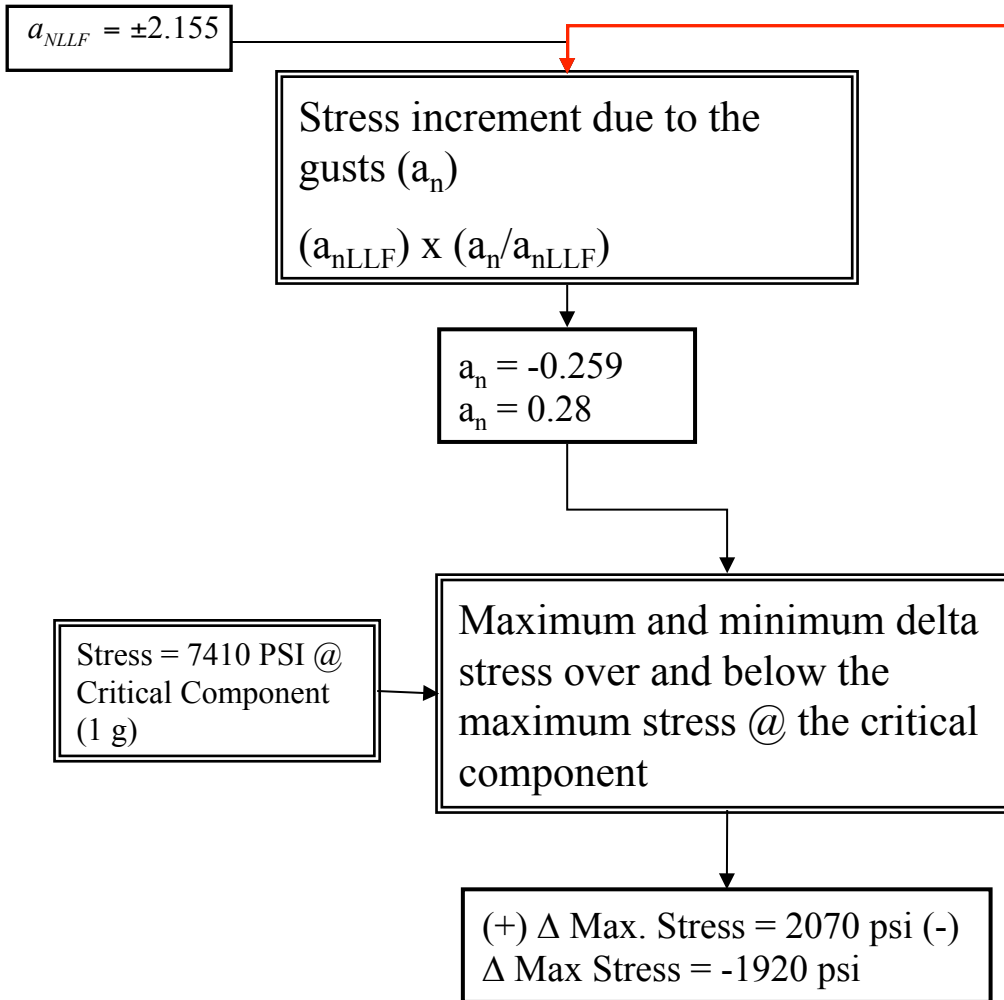 a_NLLF = ±2.155
Stress increment due to the
gusts (a_n)
(a_nLLF) x (a_n/a_nLLF)
a_n = -0.259
a_n = 0.28
Stress = 7410 PSI @
Critical Component
(1 g)
Maximum and minimum delta
stress over and below the
maximum stress @ the critical
component
(+) Δ Max. Stress = 2070 psi (-)
Δ Max Stress = -1920 psi